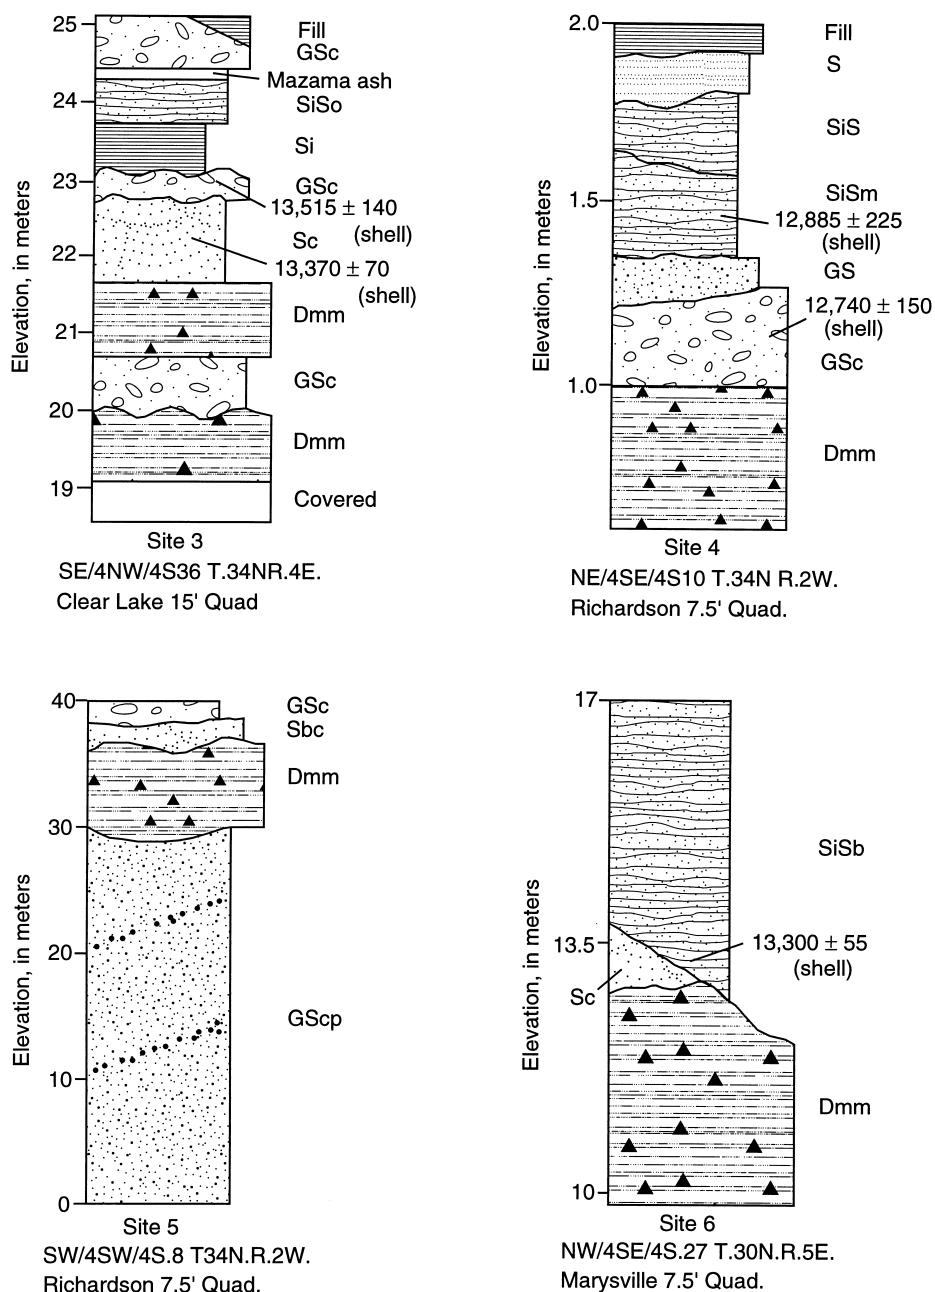 25
24
23
22
21
20
19
Elevation, in meters
Fill
GSc
Mazama ash
SiSo
Si
GSc
13,515 ± 140
(shell)
Sc
13,370 ± 70
(shell)
Dmm
GSc
Dmm
Covered
Site 3
SE/4NW/4S36 T.34NR.4E.
Clear Lake 15' Quad
2.0
1.5
1.0
Elevation, in meters
Fill
S
SiS
SiSm
12,885 ± 225
(shell)
GS
12,740 ± 150
(shell)
GSc
Dmm
Site 4
NE/4SE/4S10 T.34N R.2W.
Richardson 7.5' Quad.
40
30
20
10
0
Elevation, in meters
GSc
Sbc
Dmm
GScp
Site 5
SW/4SW/4S.8 T34N.R.2W.
Richardson 7.5' Quad.
17
13.5
10
Elevation, in meters
SiSb
13,300 ± 55
(shell)
Sc
Dmm
Site 6
NW/4SE/4S.27 T.30N.R.5E.
Marysville 7.5' Quad.